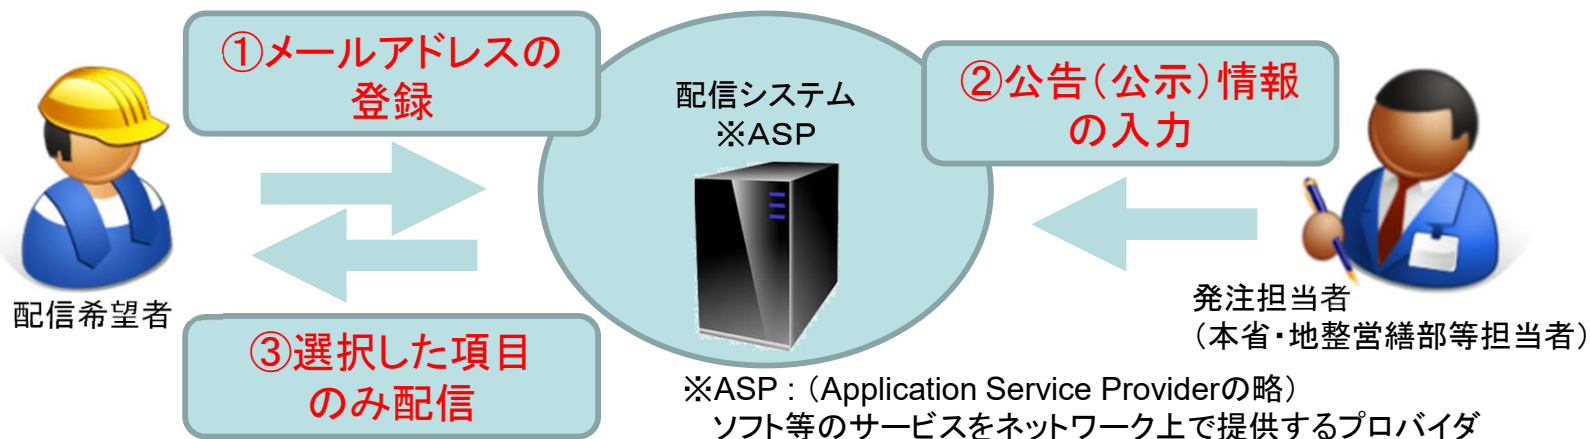 ①メールアドレスの
登録
配信システム
※ASP
②公告（公示）情報
の入力
配信希望者
発注担当者
（本省・地整営繕部等担当者）
③選択した項目
のみ配信
※ASP：（Application Service Providerの略）
ソフト等のサービスをネットワーク上で提供するプロバイダ